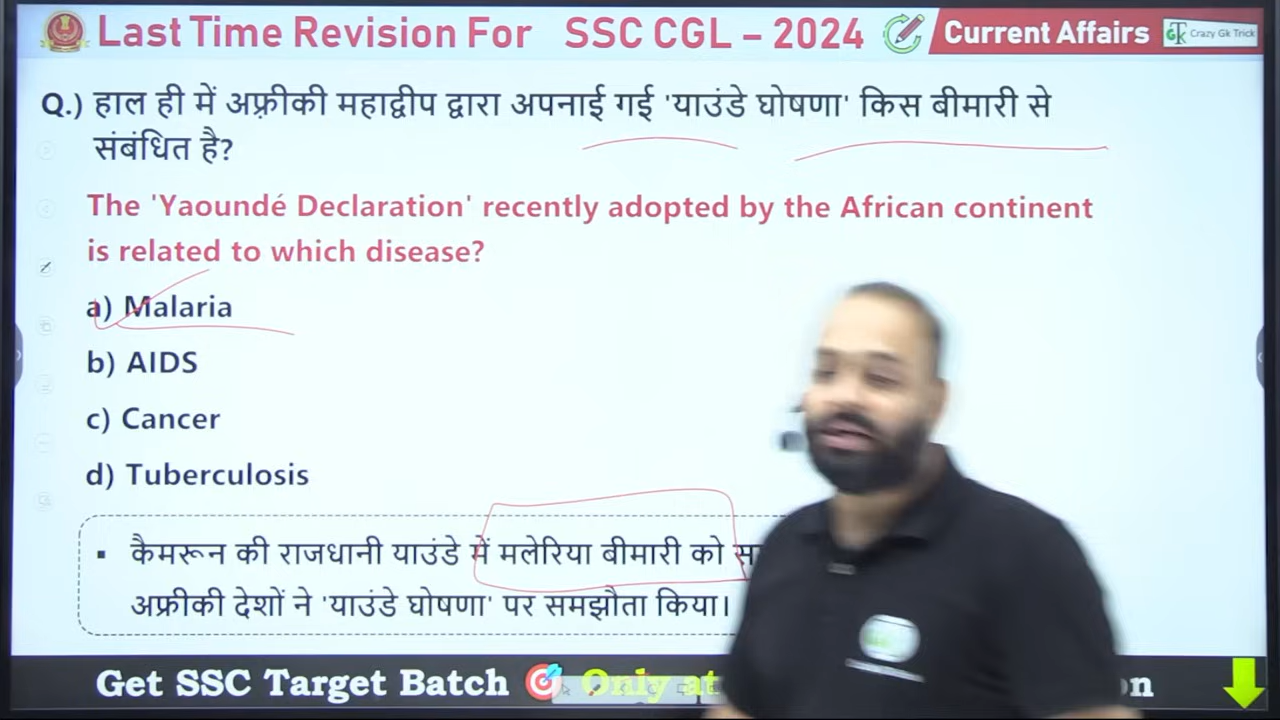 Last Time Revision For SSC CGL – 2024
Current Affairs
Crazy Gk Trick
Q.) हाल ही में अफ़्रीकी महाद्वीप द्वारा अपनाई गई 'याउंडे घोषणा' किस बीमारी से
संबंधित है?
The 'Yaoundé Declaration' recently adopted by the African continent
is related to which disease?
a) Malaria
b) AIDS
c) Cancer
d) Tuberculosis
▪ कैमरून की राजधानी याउंडे में मलेरिया बीमारी को
अफ्रीकी देशों ने 'याउंडे घोषणा' पर समझौता किया।
Get SSC Target Batch Only at